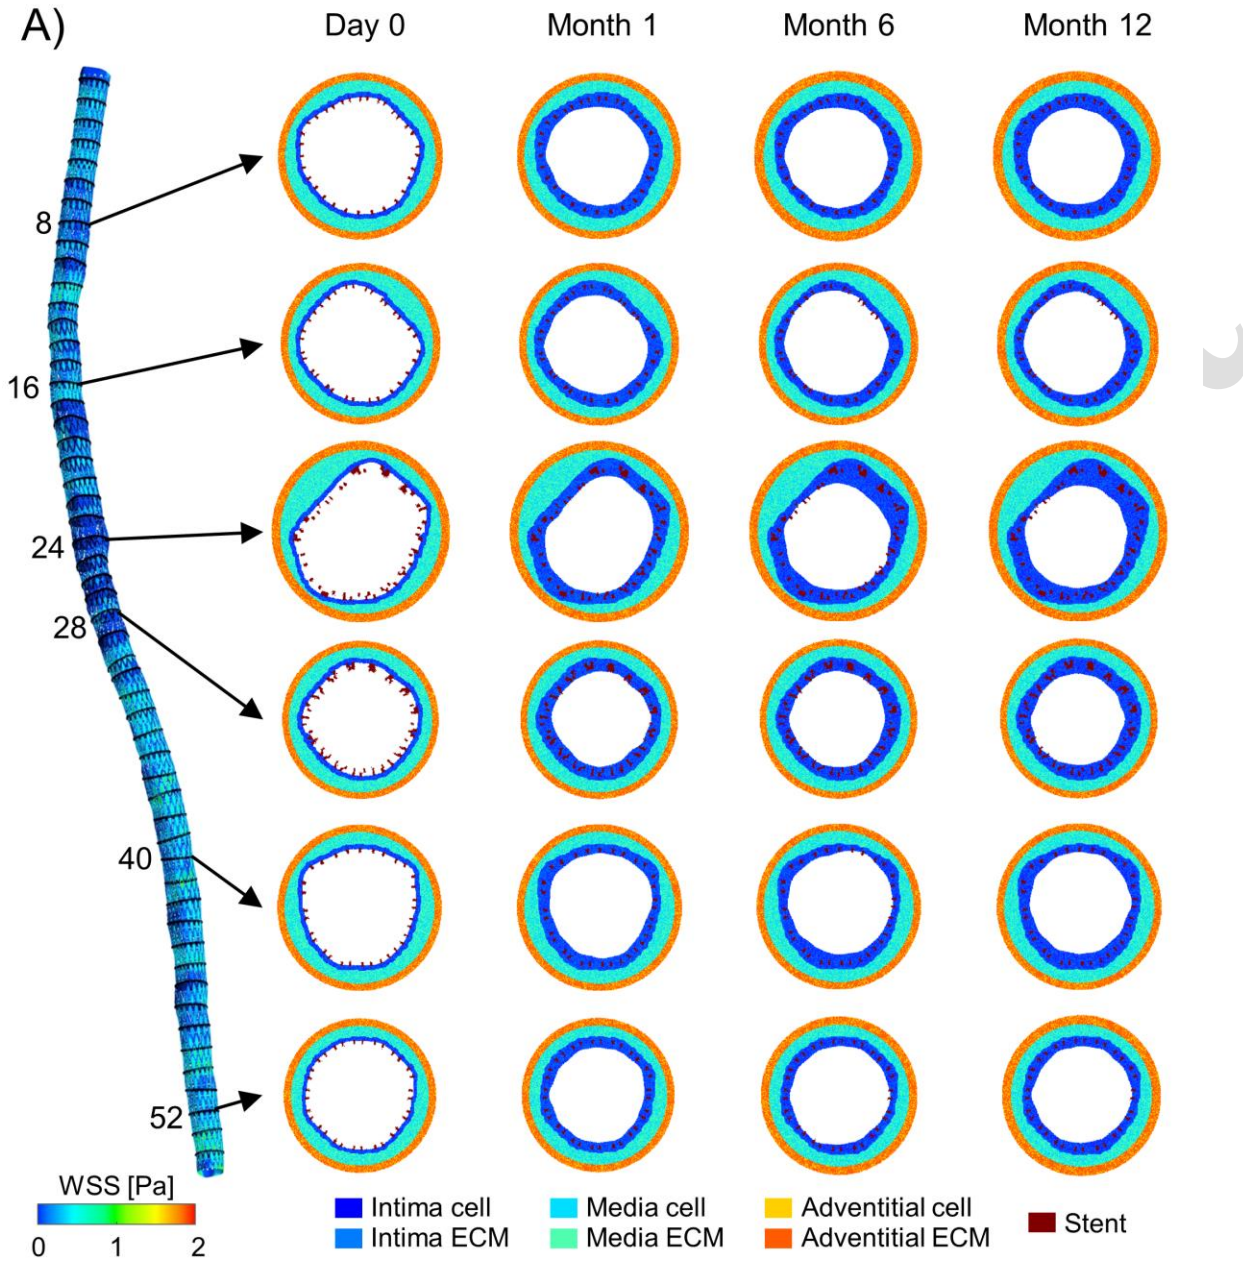 A)
Day 0 Month 1 Month 6 Month 12
8
16
24
28
40
52
WSS [Pa]
0 1 2
Intima cell Media cell Adventitial cell Stent
Intima ECM Media ECM Adventitial ECM